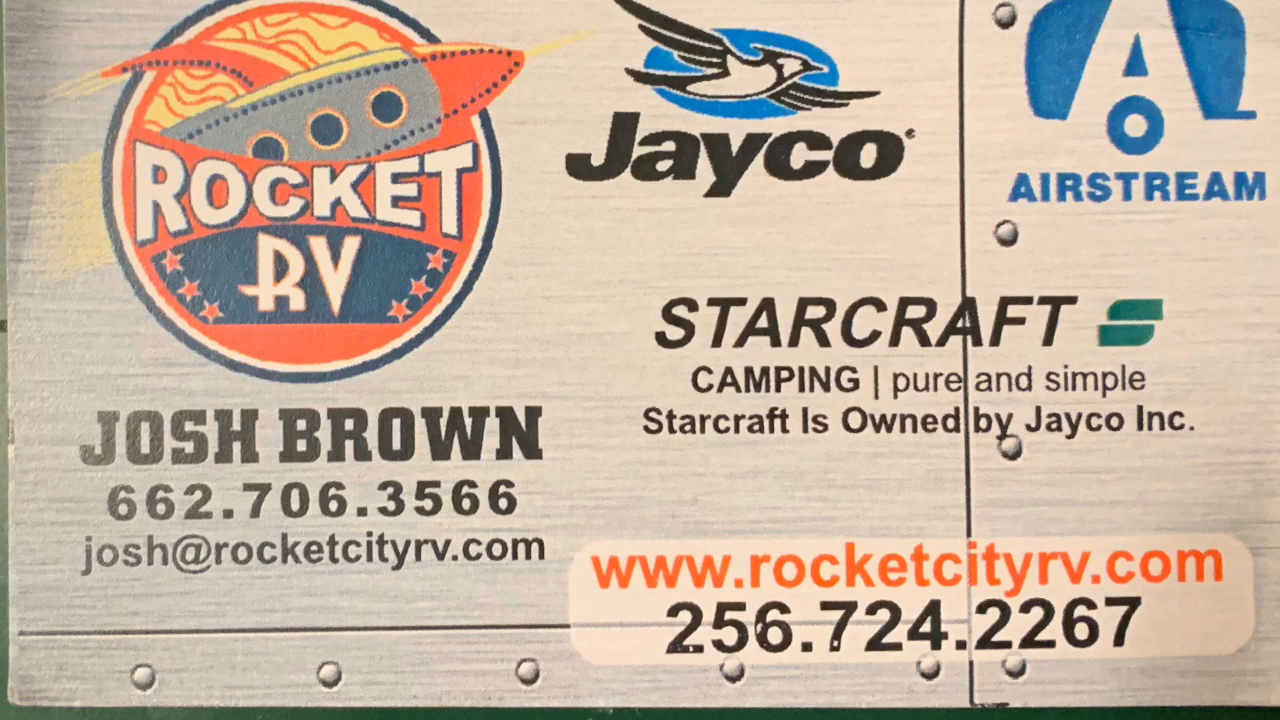 ROCKET
RV
Jayco
AIRSTREAM
STARCRAFT
CAMPING | pure and simple
Starcraft Is Owned by Jayco Inc.
JOSH BROWN
662.706.3566
josh@rocketcityrv.com
www.rocketcityrv.com
256.724.2267